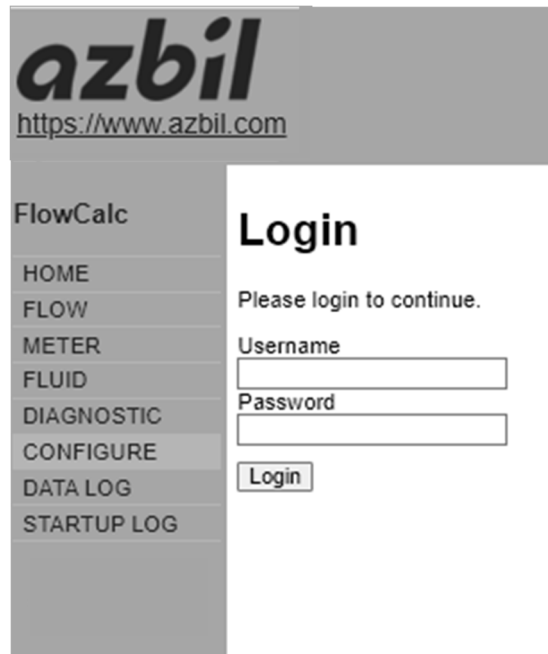 azbil
https://www.azbil.com
FlowCalc
HOME
FLOW
METER
FLUID
DIAGNOSTIC
CONFIGURE
DATA LOG
STARTUP LOG
Login
Please login to continue.
Username
Password
Login